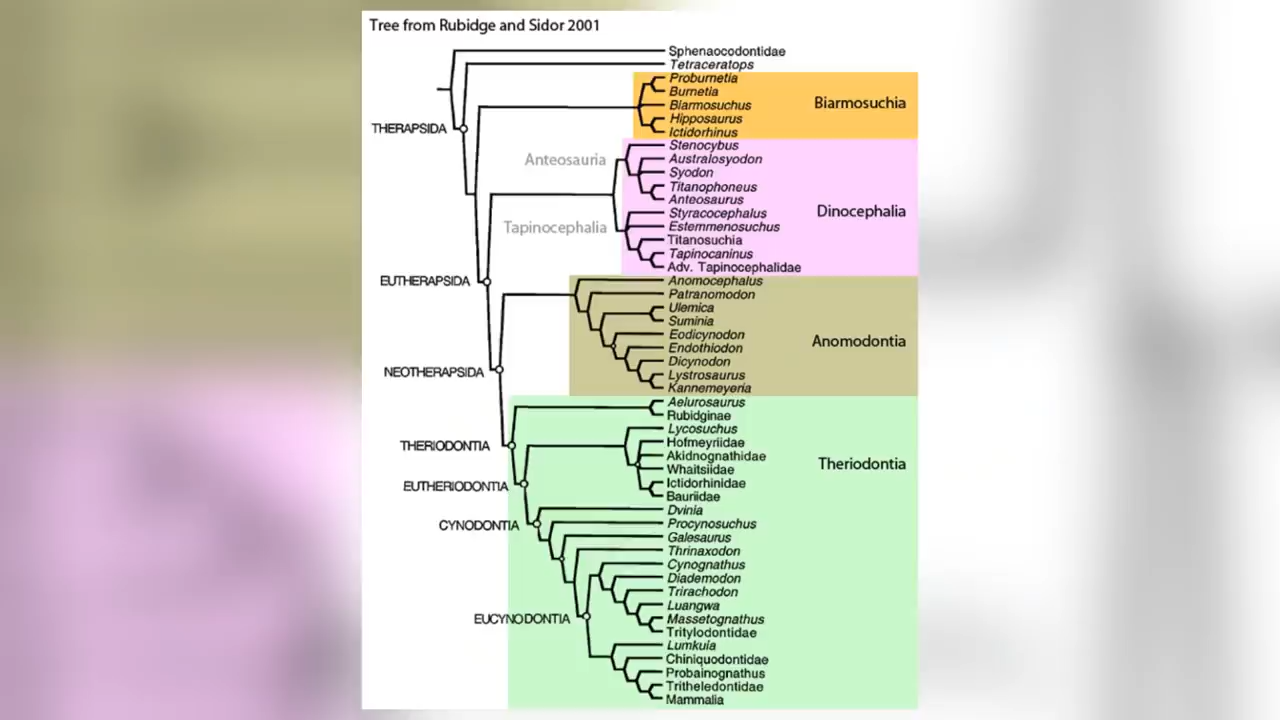 Tree from Rubidge and Sidor 2001
Sphenaocodontidae
Tetraceratops
Proburnetia
Burnetia
Biarmosuchus
Biarmosuchia
Hipposaurus
THERAPSIDA
Ictidorhinus
Stenocybus
Anteosauria
Australosyodon
Syodon
Titanophoneus
Anteosaurus
Styracocephalus
Dinocephalia
Tapinocephalia
Estemmenosuchus
Titanosuchia
Tapinocaninus
Adv. Tapinocephalidae
EUTHERAPSIDA
Anomocephalus
Patranomodon
Ulemica
Suminia
Eodicynodon
Anomodontia
Endothiodon
Dicynodon
NEOTHERAPSIDA
Lystrosaurus
Kannemeyeria
Aelurosaurus
Rubidginae
Lycosuchus
THERIODONTIA
Hofmeyriidae
Akidnognathidae
Theriodontia
Whaitsiidae
EUTHERIODONTIA
Ictidorhinidae
Bauriidae
Dvinia
CYNODONTIA
Procynosuchus
Galesaurus
Thrinaxodon
Cynognathus
Diademodon
Trirachodon
Luangwa
EUCYNODONTIA
Massetognathus
Tritylodontidae
Lumkuia
Chiniquodontidae
Probainognathus
Tritheledontidae
Mammalia